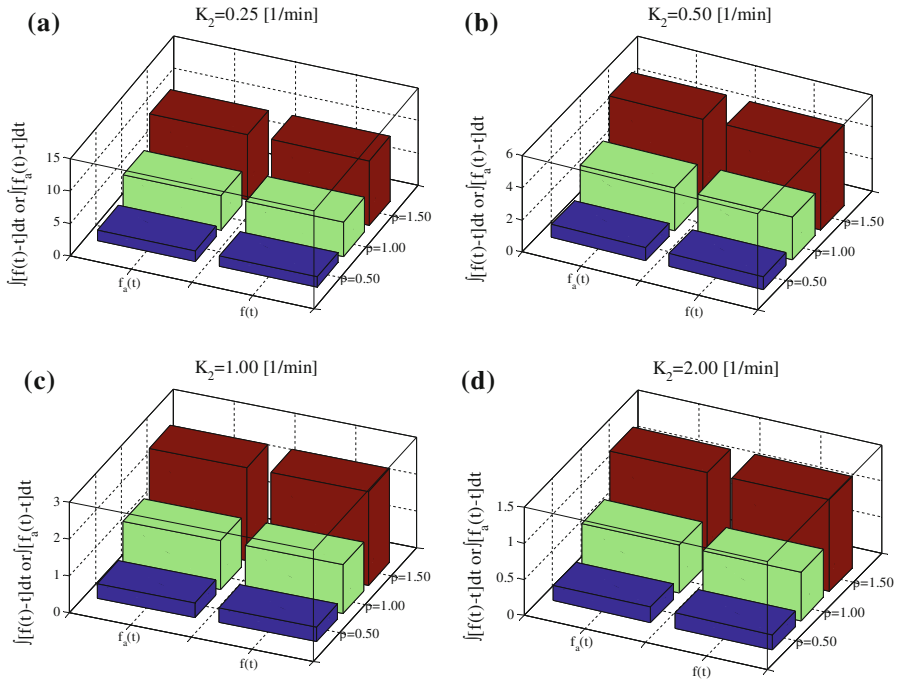 (a)
K2=0.25 [1/min]
∫[f(t)-t]dt or ∫[fa(t)-t]dt
15
10
5
0
fa(t)
f(t)
p=0.50
p=1.00
p=1.50
(b)
K2=0.50 [1/min]
∫[f(t)-t]dt or ∫[fa(t)-t]dt
6
4
2
0
fa(t)
f(t)
p=0.50
p=1.00
p=1.50
(c)
K2=1.00 [1/min]
∫[f(t)-t]dt or ∫[fa(t)-t]dt
3
2
1
0
fa(t)
f(t)
p=0.50
p=1.00
p=1.50
(d)
K2=2.00 [1/min]
∫[f(t)-t]dt or ∫[fa(t)-t]dt
1.5
1
0.5
0
fa(t)
f(t)
p=0.50
p=1.00
p=1.50